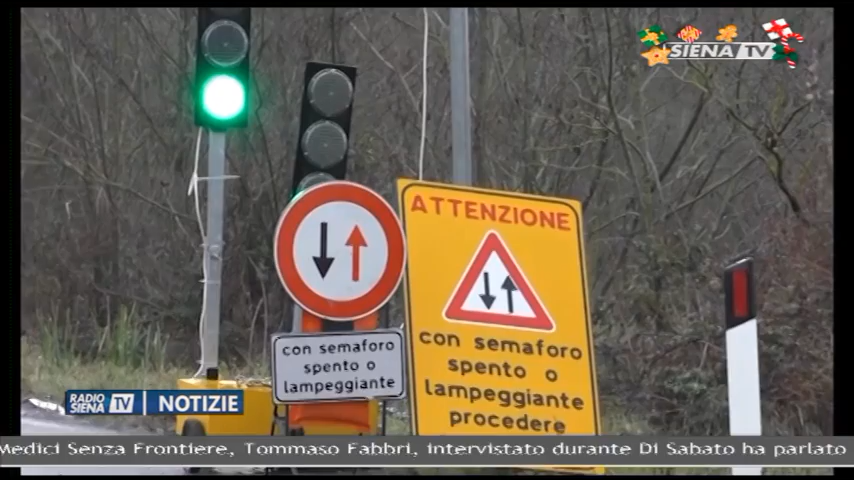 SIENA TV
ATTENZIONE
con semaforo
spento o
lampeggiante
procedere
con semaforo
spento o
lampeggiante
RADIO SIENA TV NOTIZIE
Medici Senza Frontiere, Tommaso Fabbri, intervistato durante Di Sabato ha parlato